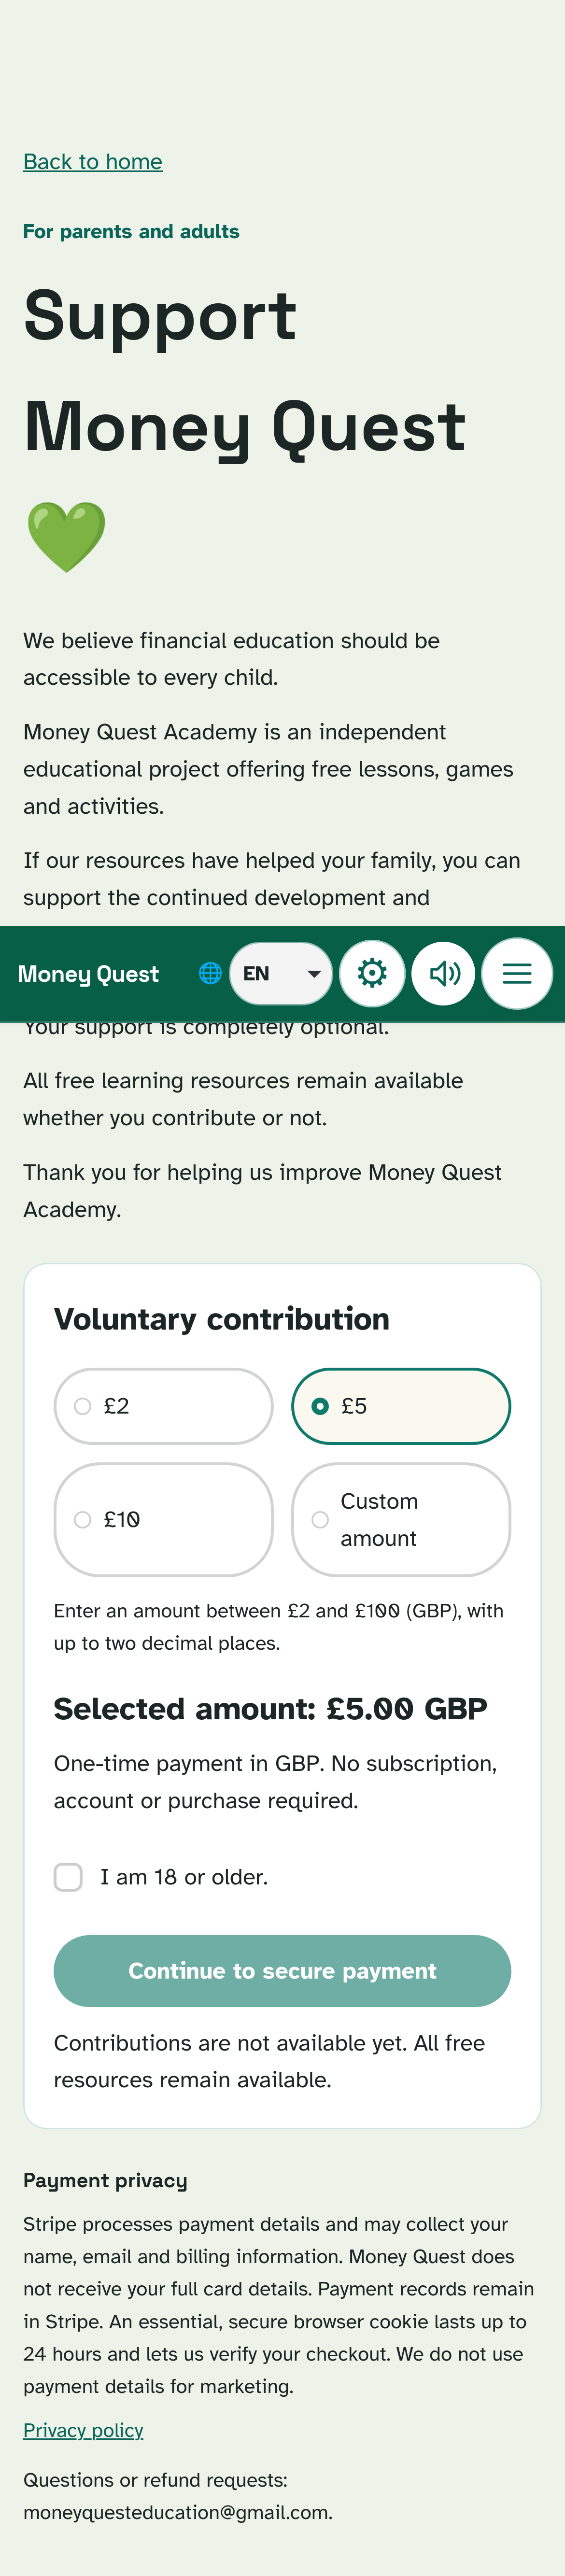 Back to home
For parents and adults
Support
Money Quest
We believe financial education should be
accessible to every child.
Money Quest Academy is an independent
educational project offering free lessons, games
and activities.
If our resources have helped your family, you can
support the continued development and
Money Quest
EN
Your support is completely optional.
All free learning resources remain available
whether you contribute or not.
Thank you for helping us improve Money Quest
Academy.
Voluntary contribution
£2
£5
£10
Custom
amount
Enter an amount between £2 and £100 (GBP), with
up to two decimal places.
Selected amount: £5.00 GBP
One-time payment in GBP. No subscription,
account or purchase required.
I am 18 or older.
Continue to secure payment
Contributions are not available yet. All free
resources remain available.
Payment privacy
Stripe processes payment details and may collect your
name, email and billing information. Money Quest does
not receive your full card details. Payment records remain
in Stripe. An essential, secure browser cookie lasts up to
24 hours and lets us verify your checkout. We do not use
payment details for marketing.
Privacy policy
Questions or refund requests:
moneyquesteducation@gmail.com.